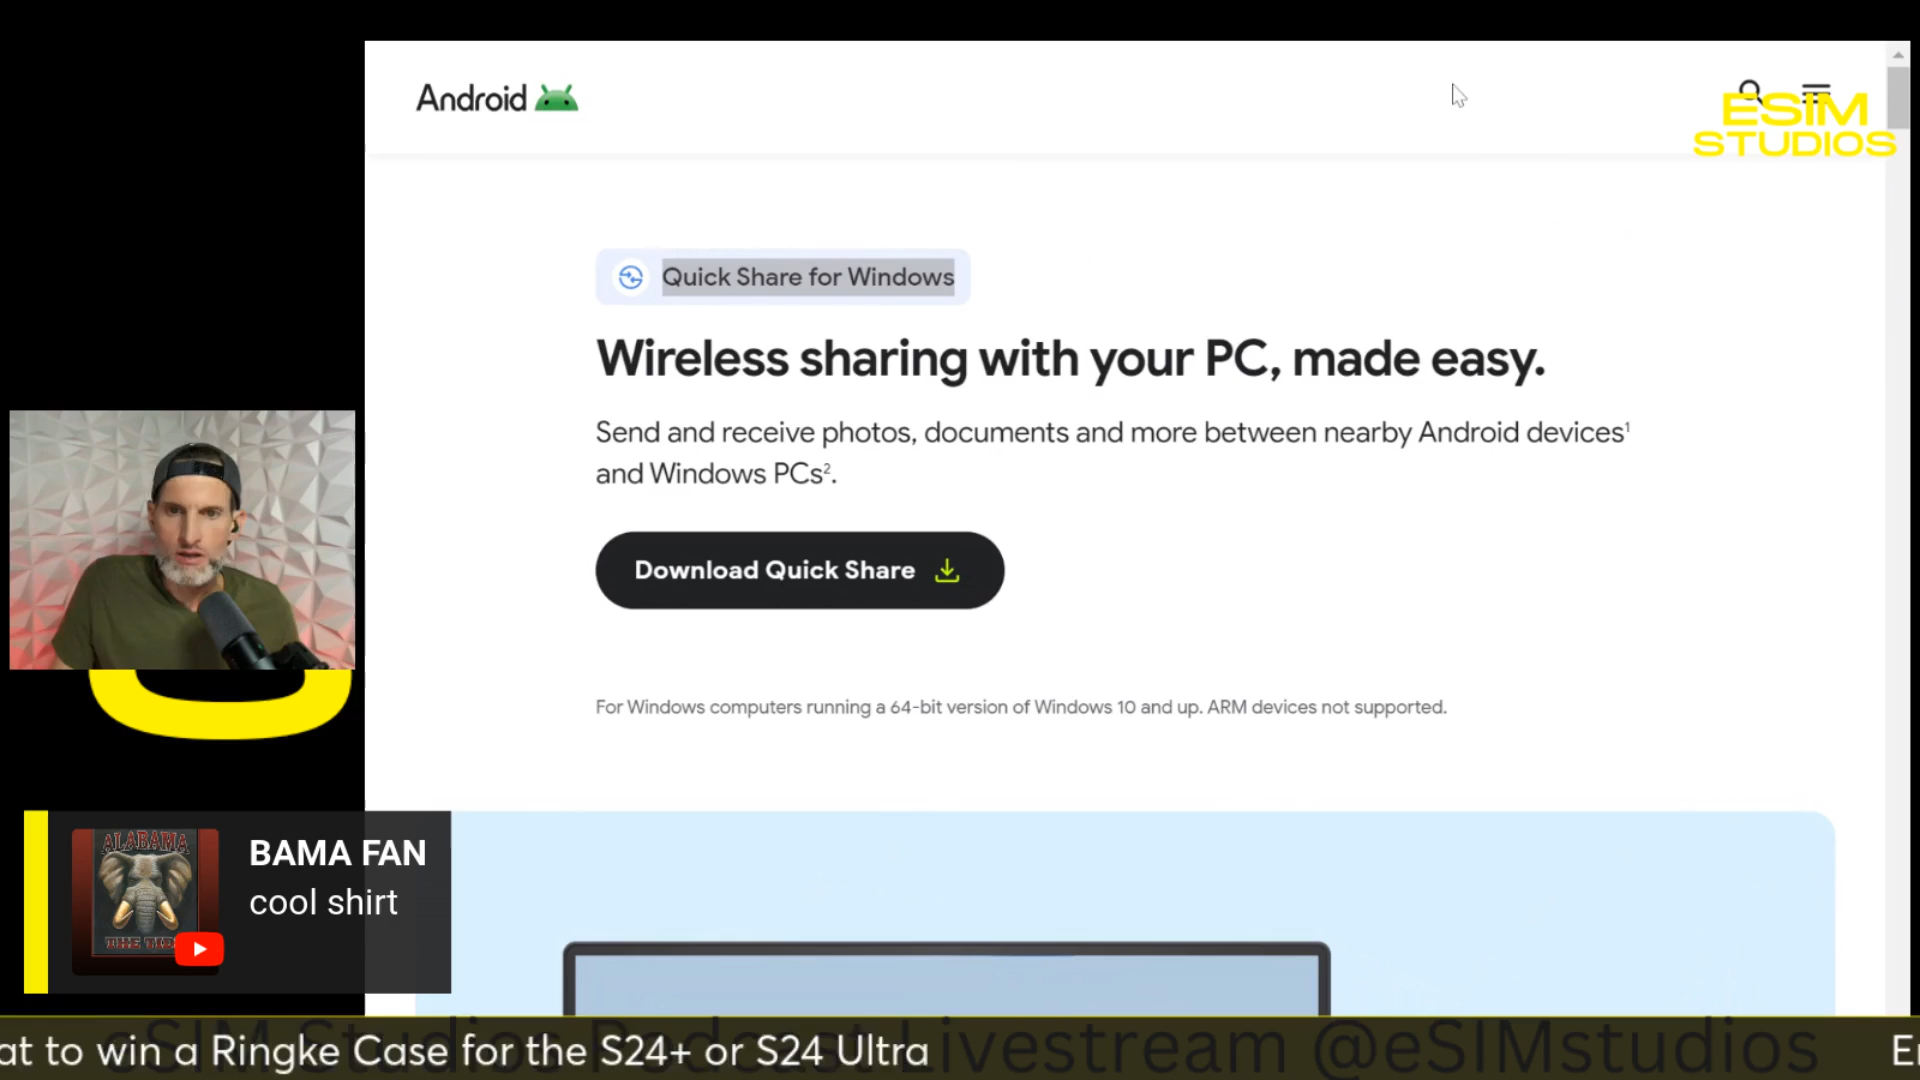 Android
ESIM
STUDIOS
Quick Share for Windows
Wireless sharing with your PC, made easy.
Send and receive photos, documents and more between nearby Android devices¹
and Windows PCs².
Download Quick Share
For Windows computers running a 64-bit version of Windows 10 and up. ARM devices not supported.
ALABAMA
THE TID
BAMA FAN
cool shirt
eSIM Studios Podcast Livestream @eSIMstudios
at to win a Ringke Case for the S24+ or S24 Ultra